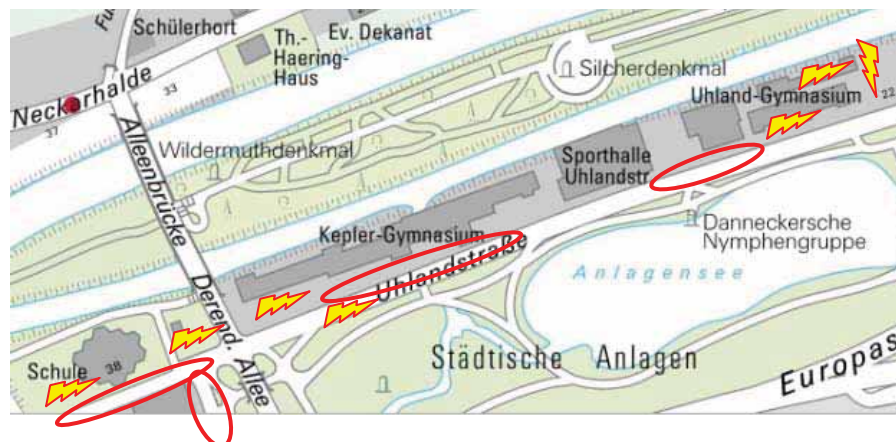 Schülerhort
Th.-
Haering-
Haus
Ev. Dekanat
Neckarhalde
33
37
Silcherdenkmal
Uhland-Gymnasium
22
Alleenbrücke
Wildermuthdenkmal
Sporthalle
Uhlandstr.
Danneckersche
Nymphengruppe
Kepler-Gymnasium
Uhlandstraße
Anlagensee
Derend. Allee
Städtische Anlagen
Schule
38
Europas